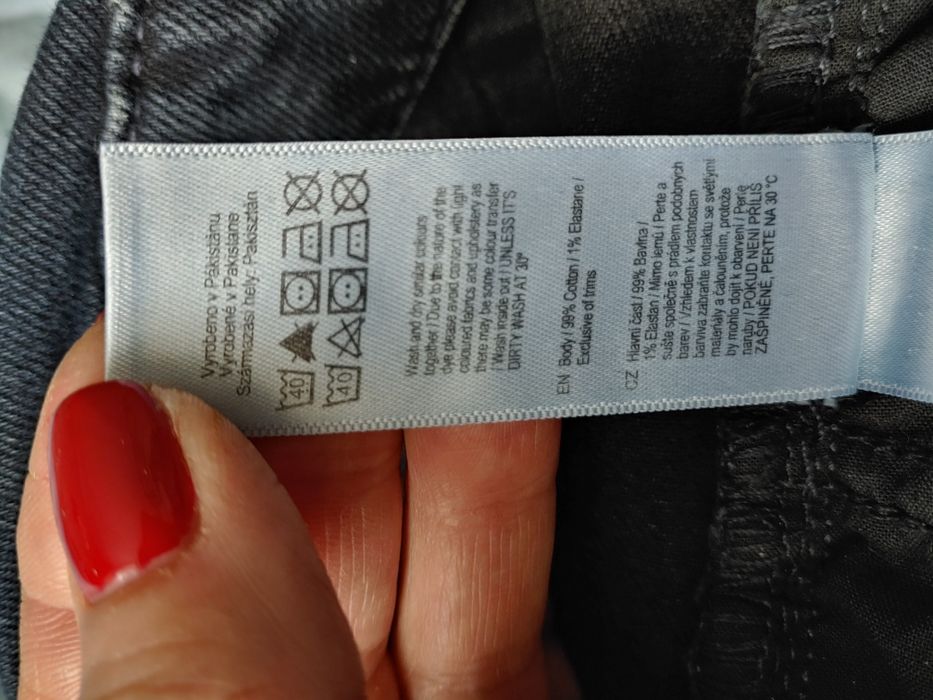 Vyrobeno v Pákistánu
Vyrobené v Pakistane
Származási hely: Pakisztán
40
40
Wash and dry similar colours
together / Due to the nature of the
dye please avoid contact with light
coloured fabrics and upholstery as
there may be some colour transfer
/ Wash inside out / UNLESS IT'S
DIRTY WASH AT 30°
EN Body / 99% Cotton / 1% Elastane /
Exclusive of trims
CZ Hlavní část / 99% Bavlna /
1% Elastan / Mimo lemů / Perte a
sušte společně s prádlem podobných
barev / Vzhledem k vlastnostem
barviva zabraňte kontaktu se světlými
materiály a čalouněním, protože
by mohlo dojít k obarvení / Perte
naruby / POKUD NENÍ PŘÍLIŠ
ZAŠPINĚNÉ, PERTE NA 30 °C